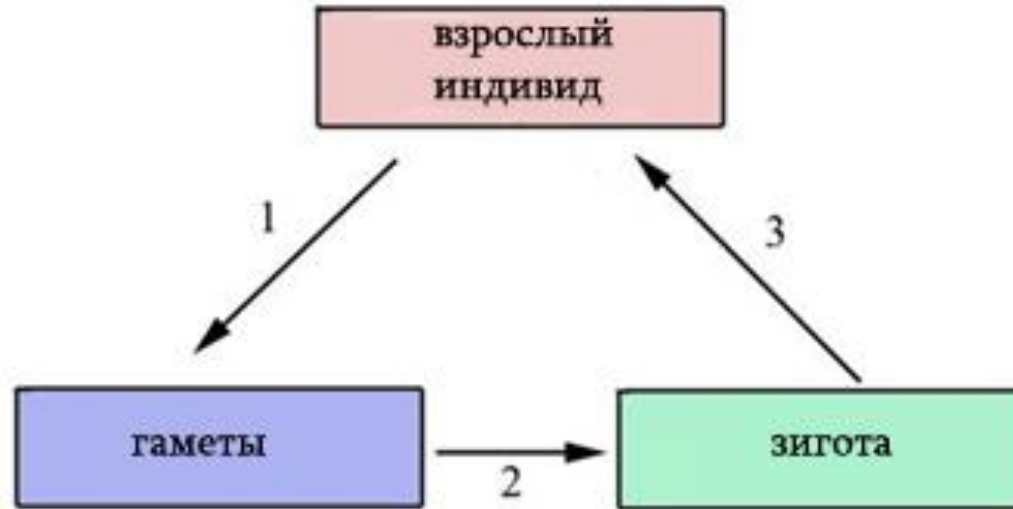 взрослый
индивид
1
3
гаметы
2
зигота